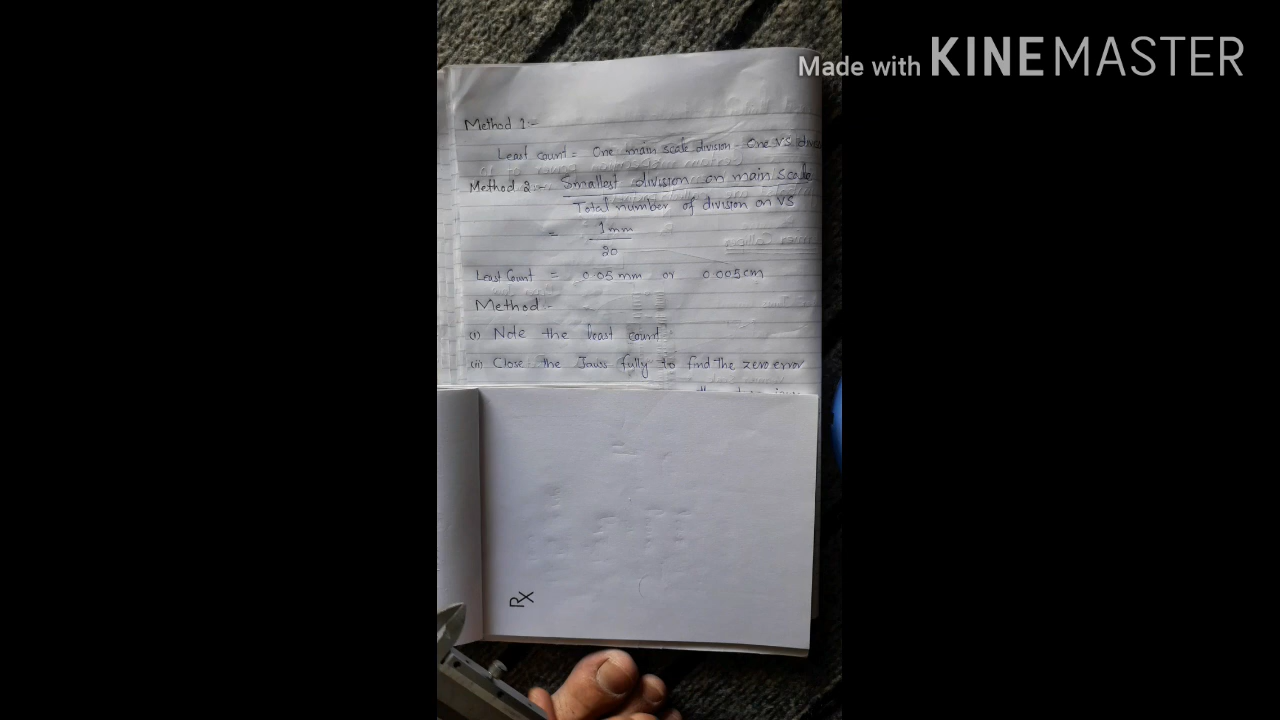 Made with KINEMASTER
Method 1:-
Least count = One main scale division - One VS
Method 2:- Smallest division on main scale
Total number of division on VS
= 1mm
20
Least Count = 0.05 mm or 0.005cm
Method:-
(i) Note the least count
(ii) Close the Jauss fully to find the zero error
Rx